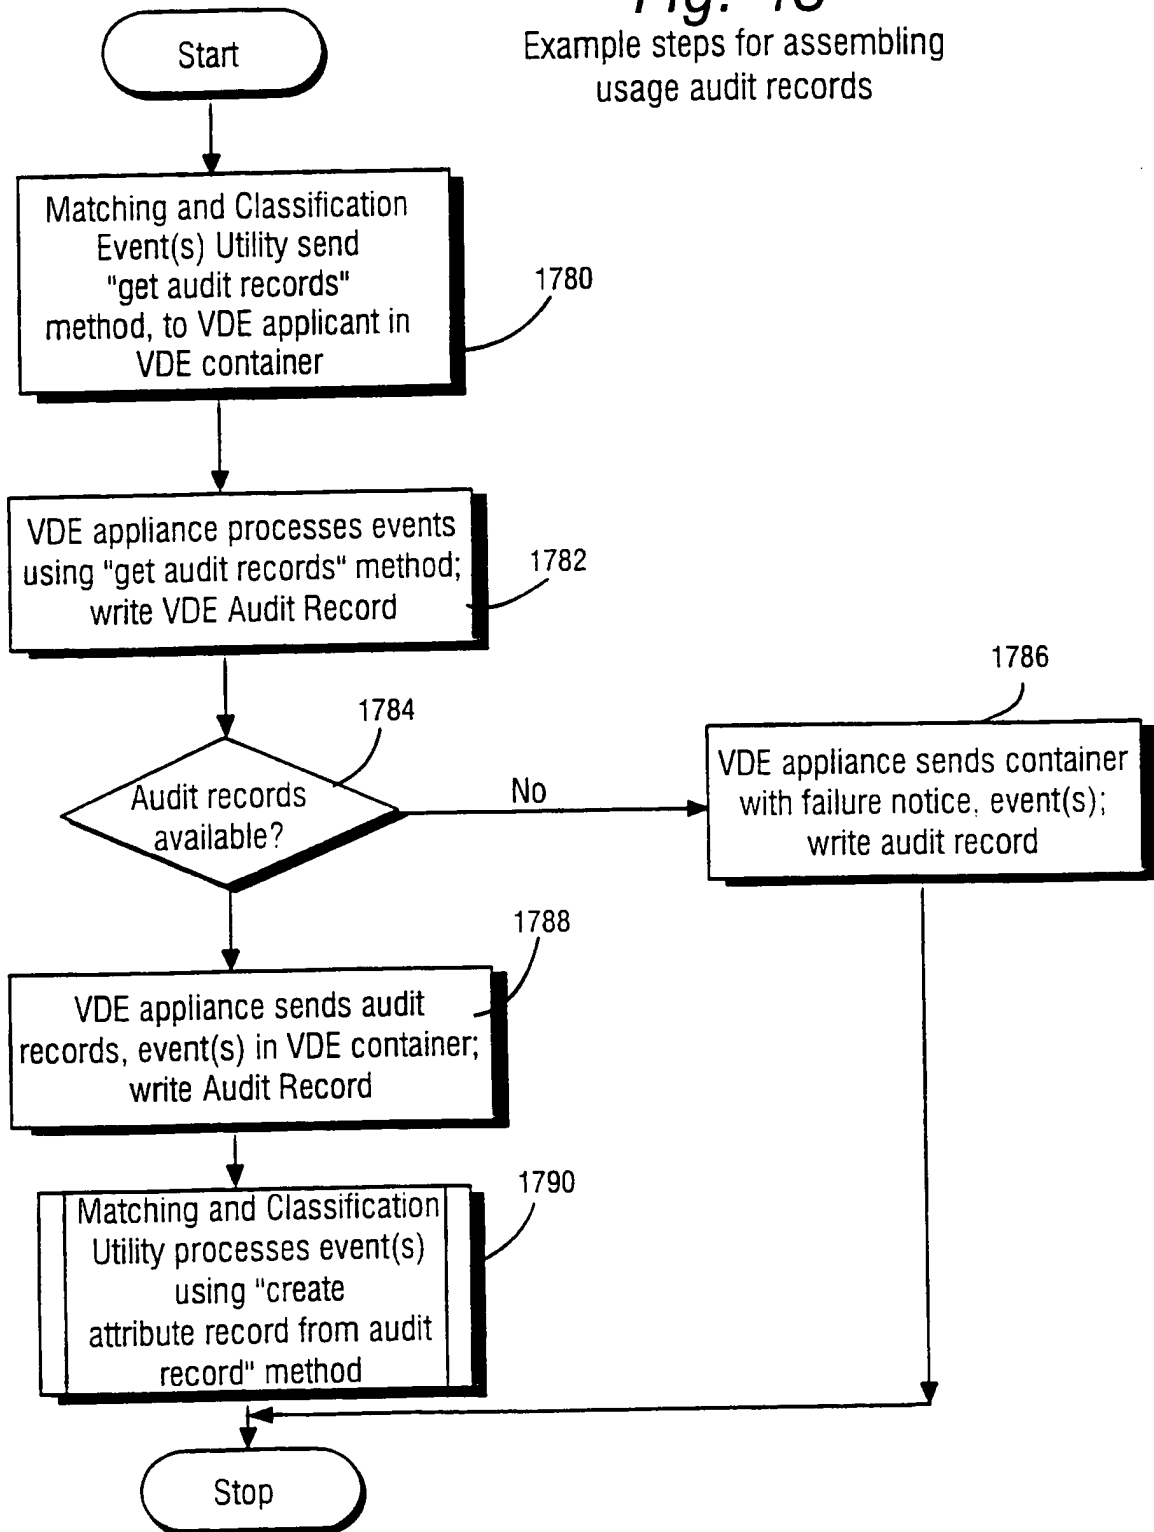 Example steps for assembling
usage audit records
Start
Matching and Classification
Event(s) Utility send
"get audit records"
method, to VDE applicant in
VDE container
1780
VDE appliance processes events
using "get audit records" method;
write VDE Audit Record
1782
1784
Audit records
available?
No
1786
VDE appliance sends container
with failure notice, event(s);
write audit record
1788
VDE appliance sends audit
records, event(s) in VDE container;
write Audit Record
1790
Matching and Classification
Utility processes event(s)
using "create
attribute record from audit
record" method
Stop